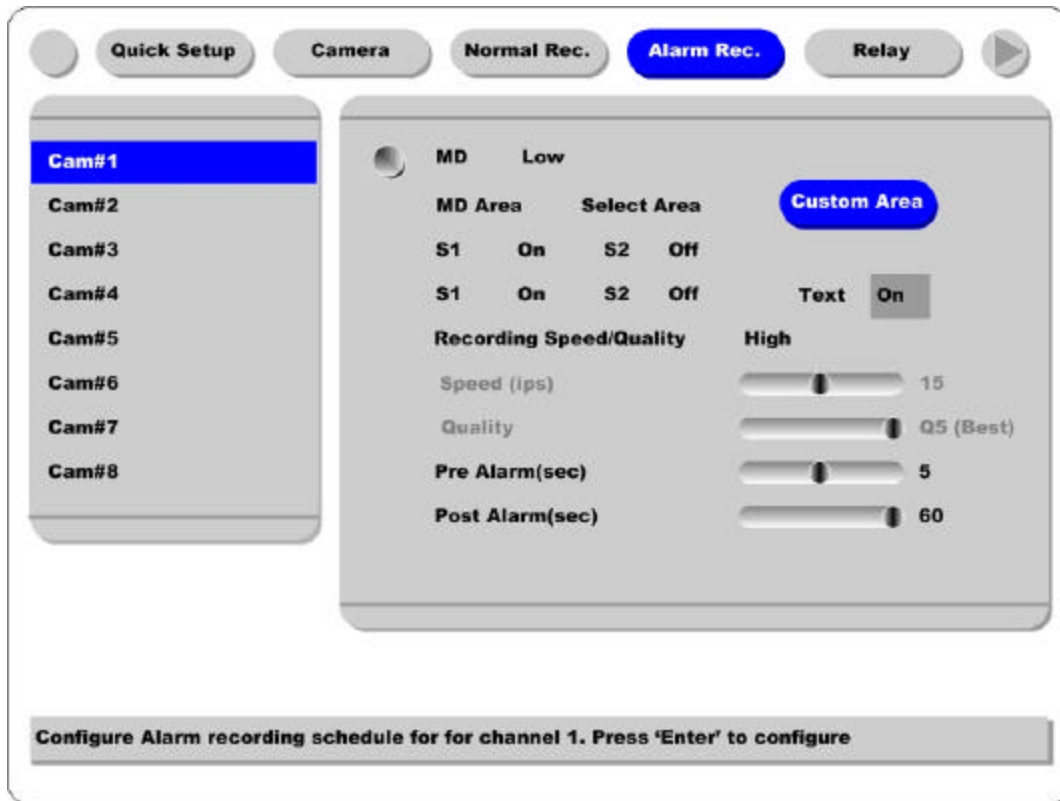 Quick Setup Camera Normal Rec. Alarm Rec. Relay
Cam#1
Cam#2
Cam#3
Cam#4
Cam#5
Cam#6
Cam#7
Cam#8
MD Low
MD Area Select Area Custom Area
S1 On S2 Off
S1 On S2 Off Text On
Recording Speed/Quality High
Speed (ips) 15
Quality Q5 (Best)
Pre Alarm(sec) 5
Post Alarm(sec) 60
Configure Alarm recording schedule for for channel 1. Press ‘Enter’ to configure